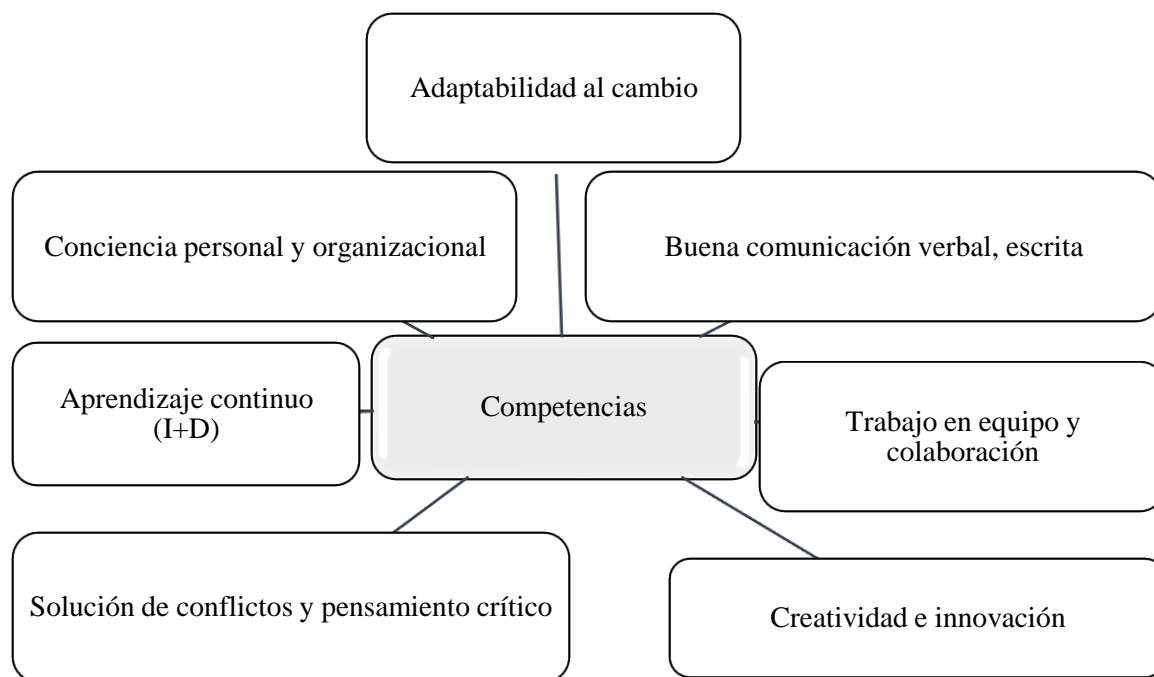 Adaptabilidad al cambio
Conciencia personal y organizacional
Buena comunicación verbal, escrita
Aprendizaje continuo
(I+D)
Competencias
Trabajo en equipo y
colaboración
Solución de conflictos y pensamiento crítico
Creatividad e innovación